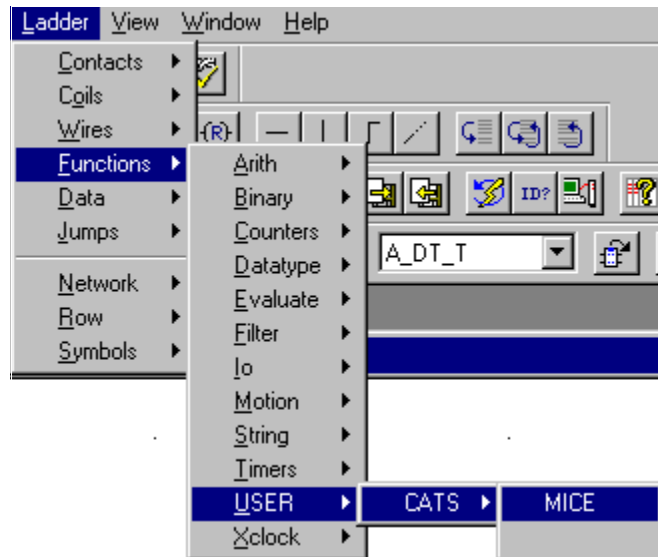 Ladder View Window Help
Contacts
Coils
Wires
Functions
Data
Jumps
Network
Row
Symbols
(R)
ID?
A_DT_T
Arith
Binary
Counters
Datatype
Evaluate
Filter
Io
Motion
String
Timers
USER
Xclock
CATS
MICE